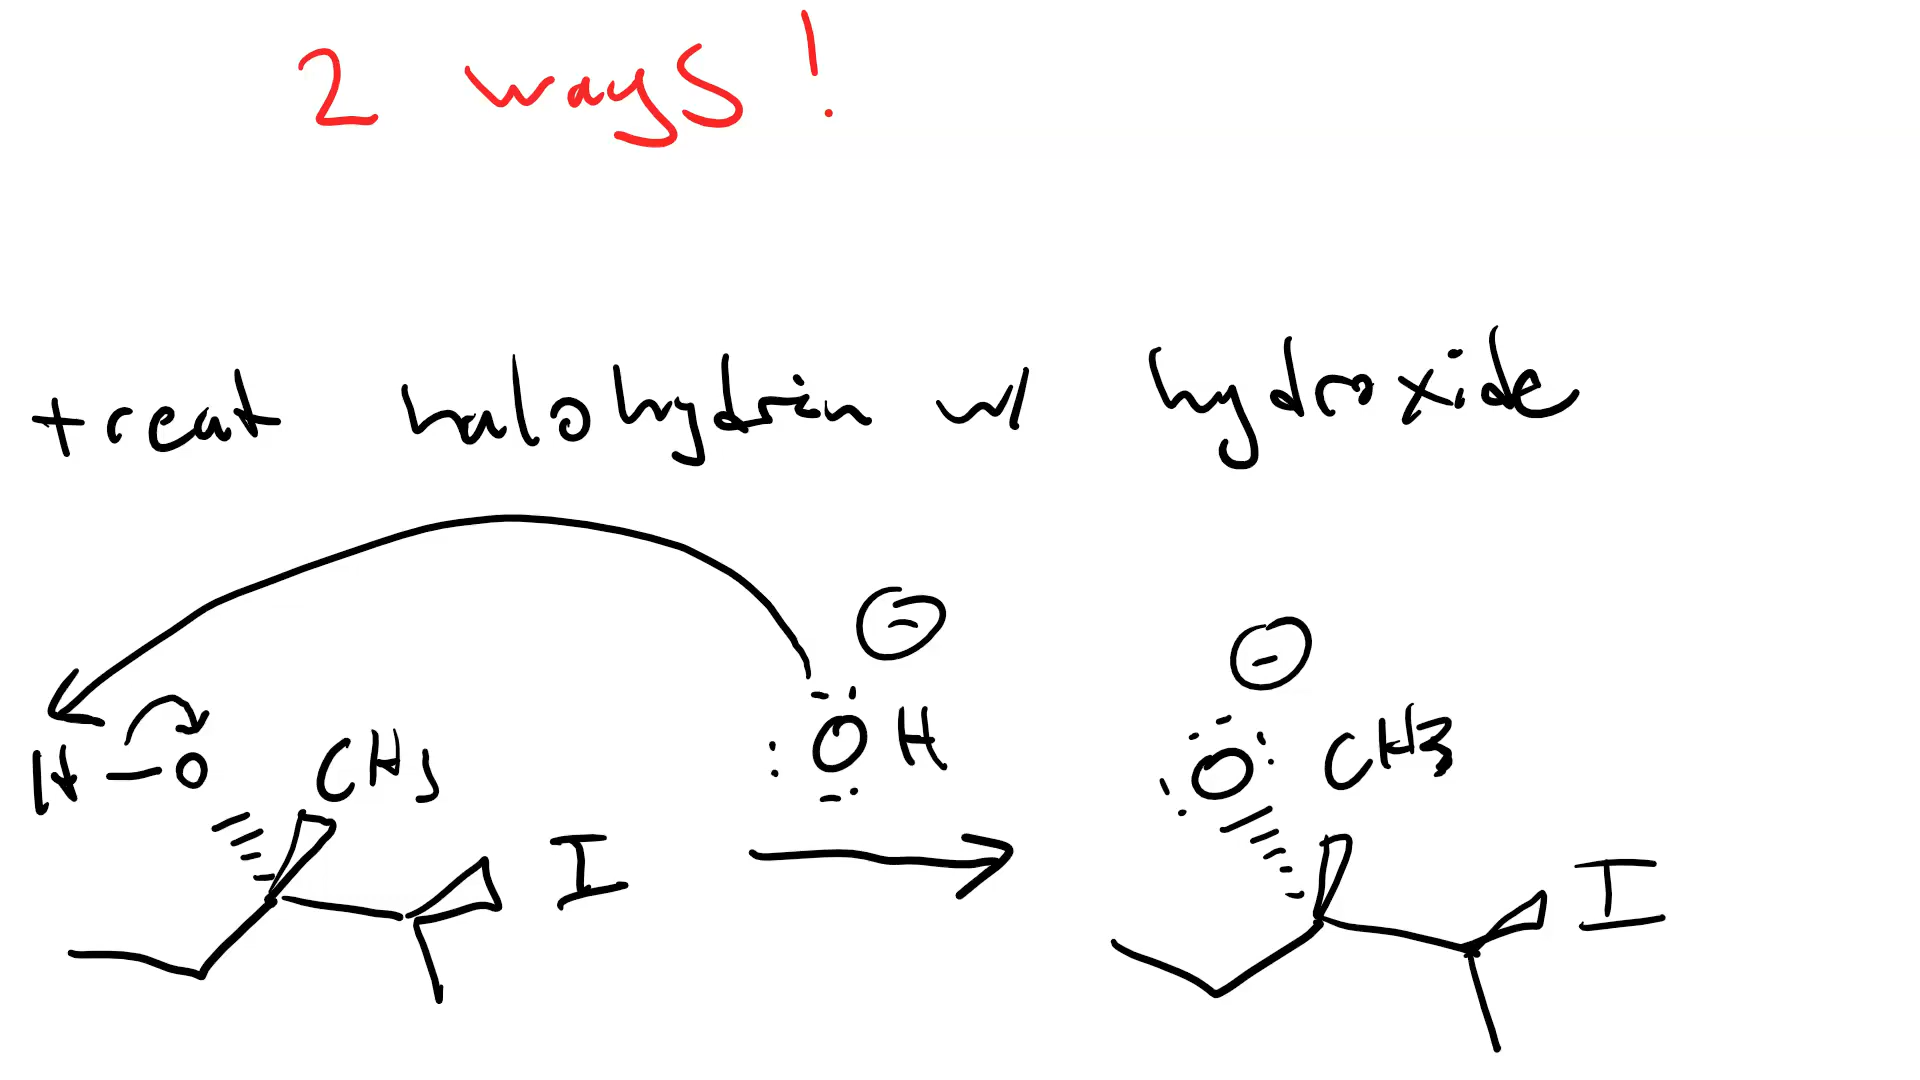 2 ways!
treat halohydrin w/ hydroxide
⊖ ⊖
H-O CH3 :OH :O: CH3
I I